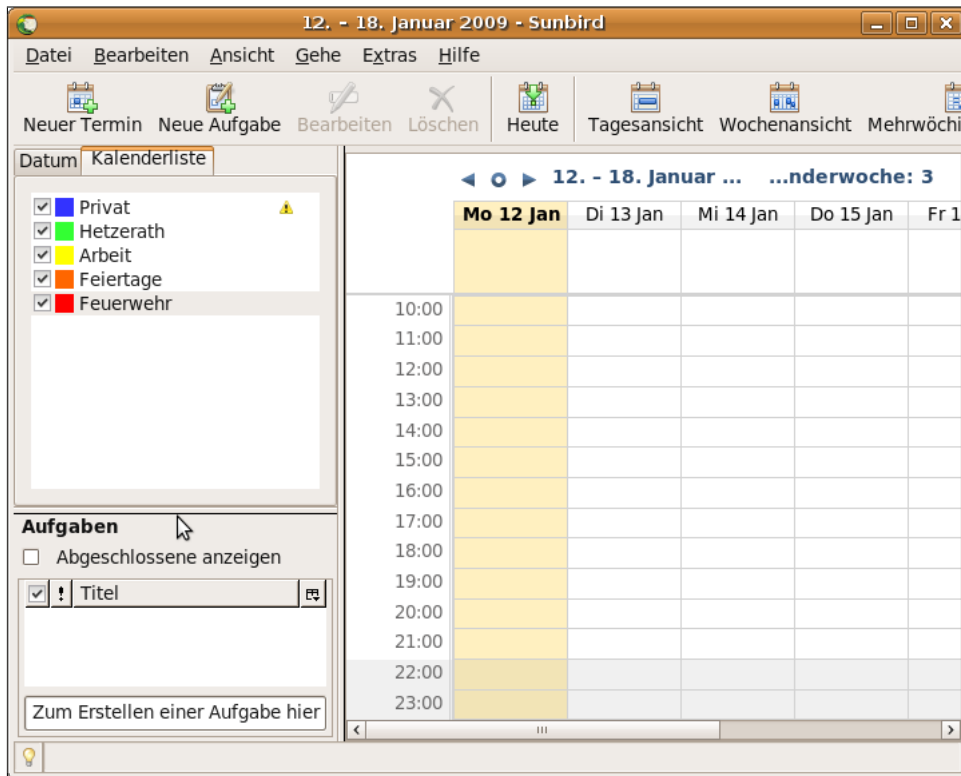 12. – 18. Januar 2009 - Sunbird
Datei Bearbeiten Ansicht Gehe Extras Hilfe
Neuer Termin Neue Aufgabe Bearbeiten Löschen Heute Tagesansicht Wochenansicht Mehrwöchi
Datum Kalenderliste
Privat
Hetzerath
Arbeit
Feiertage
Feuerwehr
Aufgaben
Abgeschlossene anzeigen
! Titel
Zum Erstellen einer Aufgabe hier
12. – 18. Januar ... ...nderwoche: 3
Mo 12 Jan Di 13 Jan Mi 14 Jan Do 15 Jan Fr 1
10:00
11:00
12:00
13:00
14:00
15:00
16:00
17:00
18:00
19:00
20:00
21:00
22:00
23:00